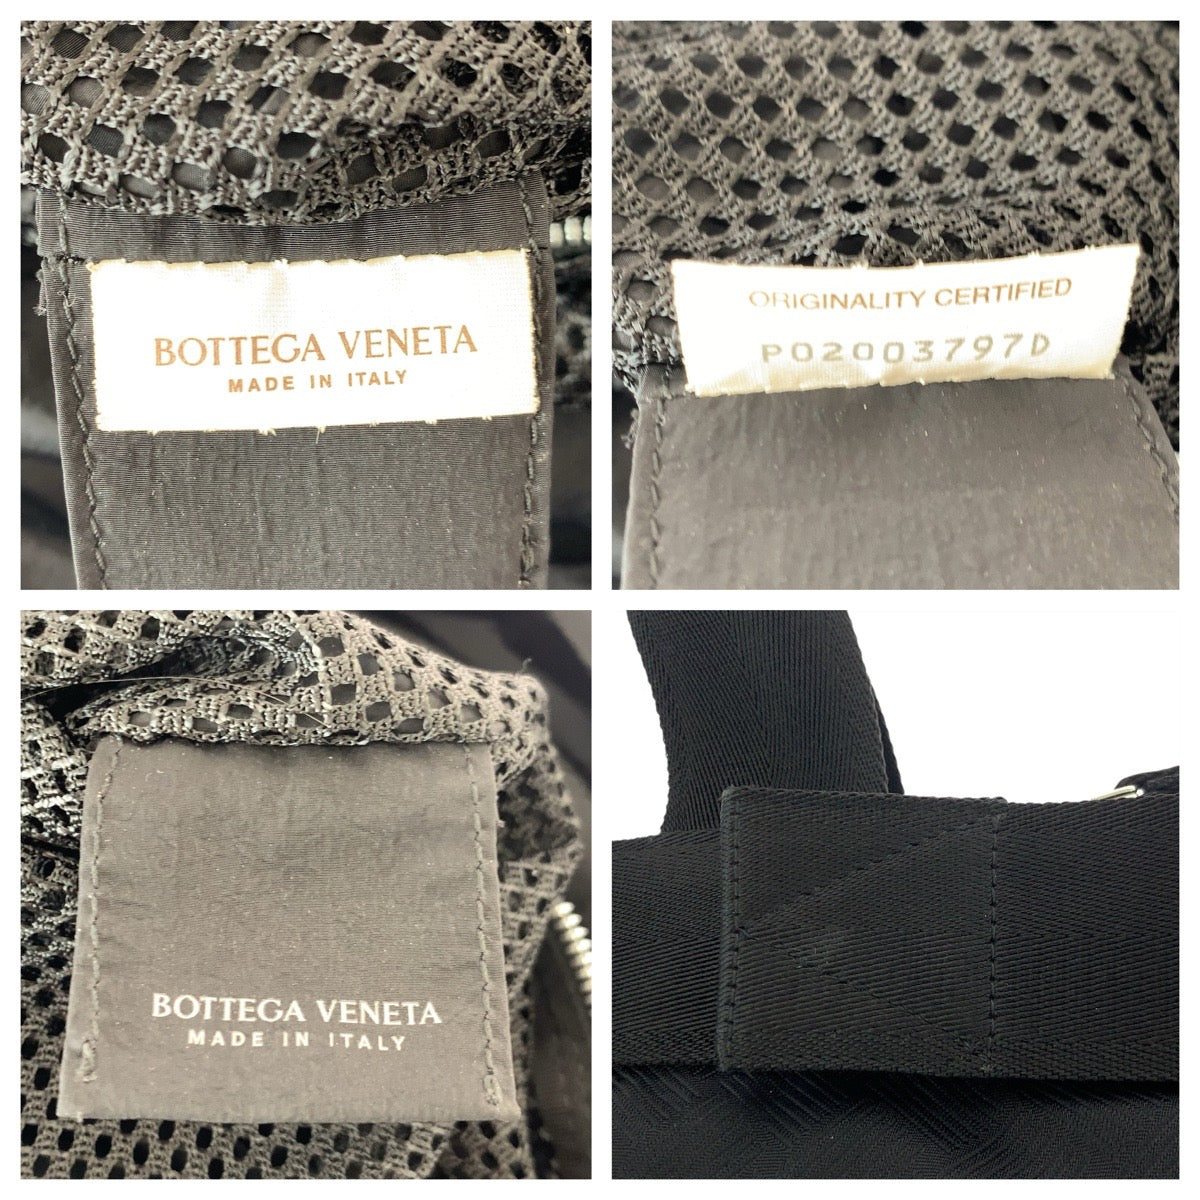 BOTTEGA VENETA
MADE IN ITALY
ORIGINALITY CERTIFIED
P02003797D
BOTTEGA VENETA
MADE IN ITALY